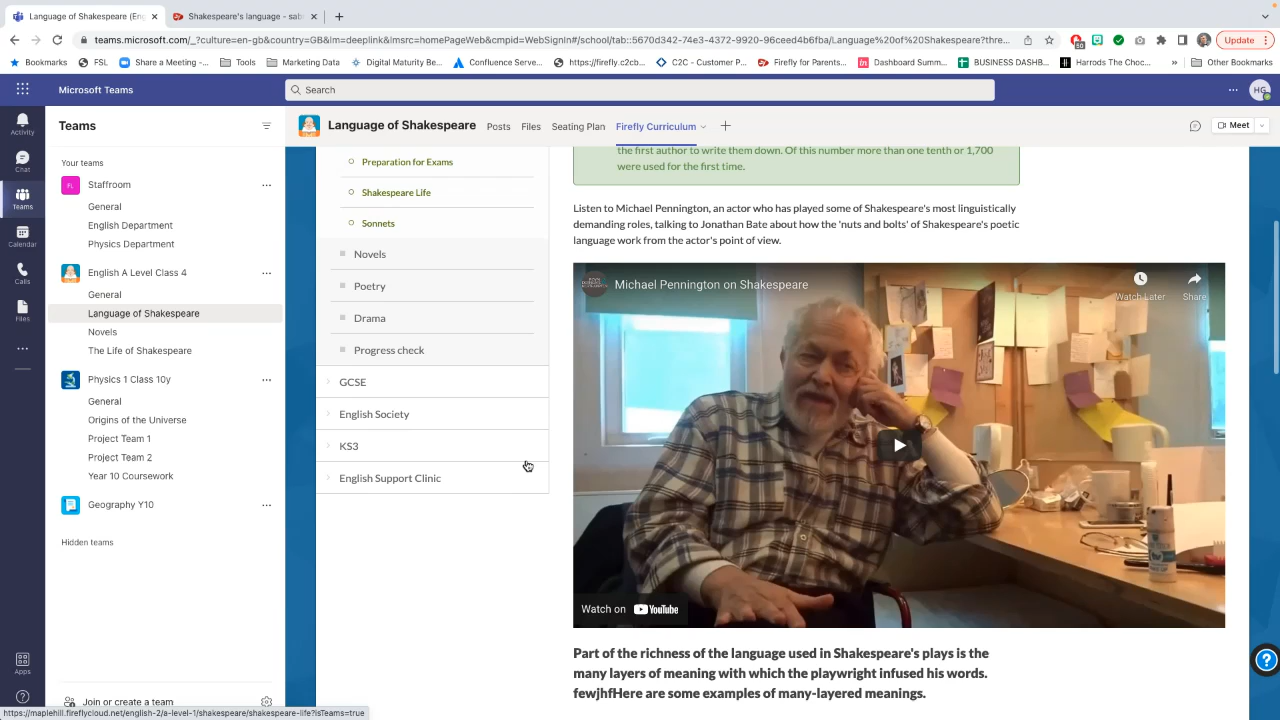 Language of Shakespeare (En
Shakespeare's language - sab
teams.microsoft.com/_?culture=en-gb&country=GB&lm=deeplink&lmsrc=homePageWeb&cmpid=WebSignIn#/school/tab::5670d342-74e3-4372-9920-96ceed4b6fba/Language%20of%20Shakespeare?thre...
Update
Bookmarks
FSL
Share a Meeting -...
Tools
Marketing Data
Digital Maturity Be...
Confluence Serve...
https://firefly.c2cb...
C2C - Customer P...
Firefly for Parents...
Dashboard Summ...
BUSINESS DASHB...
Harrods The Choc...
Other Bookmarks
Microsoft Teams
Search
HG
Activity
Chat
Teams
Calendar
Calls
Files
Apps
Teams
Your teams
FL
Staffroom
General
English Department
Physics Department
English A Level Class 4
General
Language of Shakespeare
Novels
The Life of Shakespeare
Physics 1 Class 10y
General
Origins of the Universe
Project Team 1
Project Team 2
Year 10 Coursework
Geography Y10
Hidden teams
Join or create a team
https://maplehill.fireflycloud.net/english-2/a-level-1/shakespeare/shakespeare-life?isTeams=true
Language of Shakespeare
Posts
Files
Seating Plan
Firefly Curriculum
Meet
Preparation for Exams
Shakespeare Life
Sonnets
Novels
Poetry
Drama
Progress check
GCSE
English Society
KS3
English Support Clinic
the first author to write them down. Of this number more than one tenth or 1,700
were used for the first time.
Listen to Michael Pennington, an actor who has played some of Shakespeare's most linguistically
demanding roles, talking to Jonathan Bate about how the 'nuts and bolts' of Shakespeare's poetic
language work from the actor's point of view.
Michael Pennington on Shakespeare
Watch Later
Share
Watch on YouTube
Part of the richness of the language used in Shakespeare's plays is the
many layers of meaning with which the playwright infused his words.
fewjhfHere are some examples of many-layered meanings.